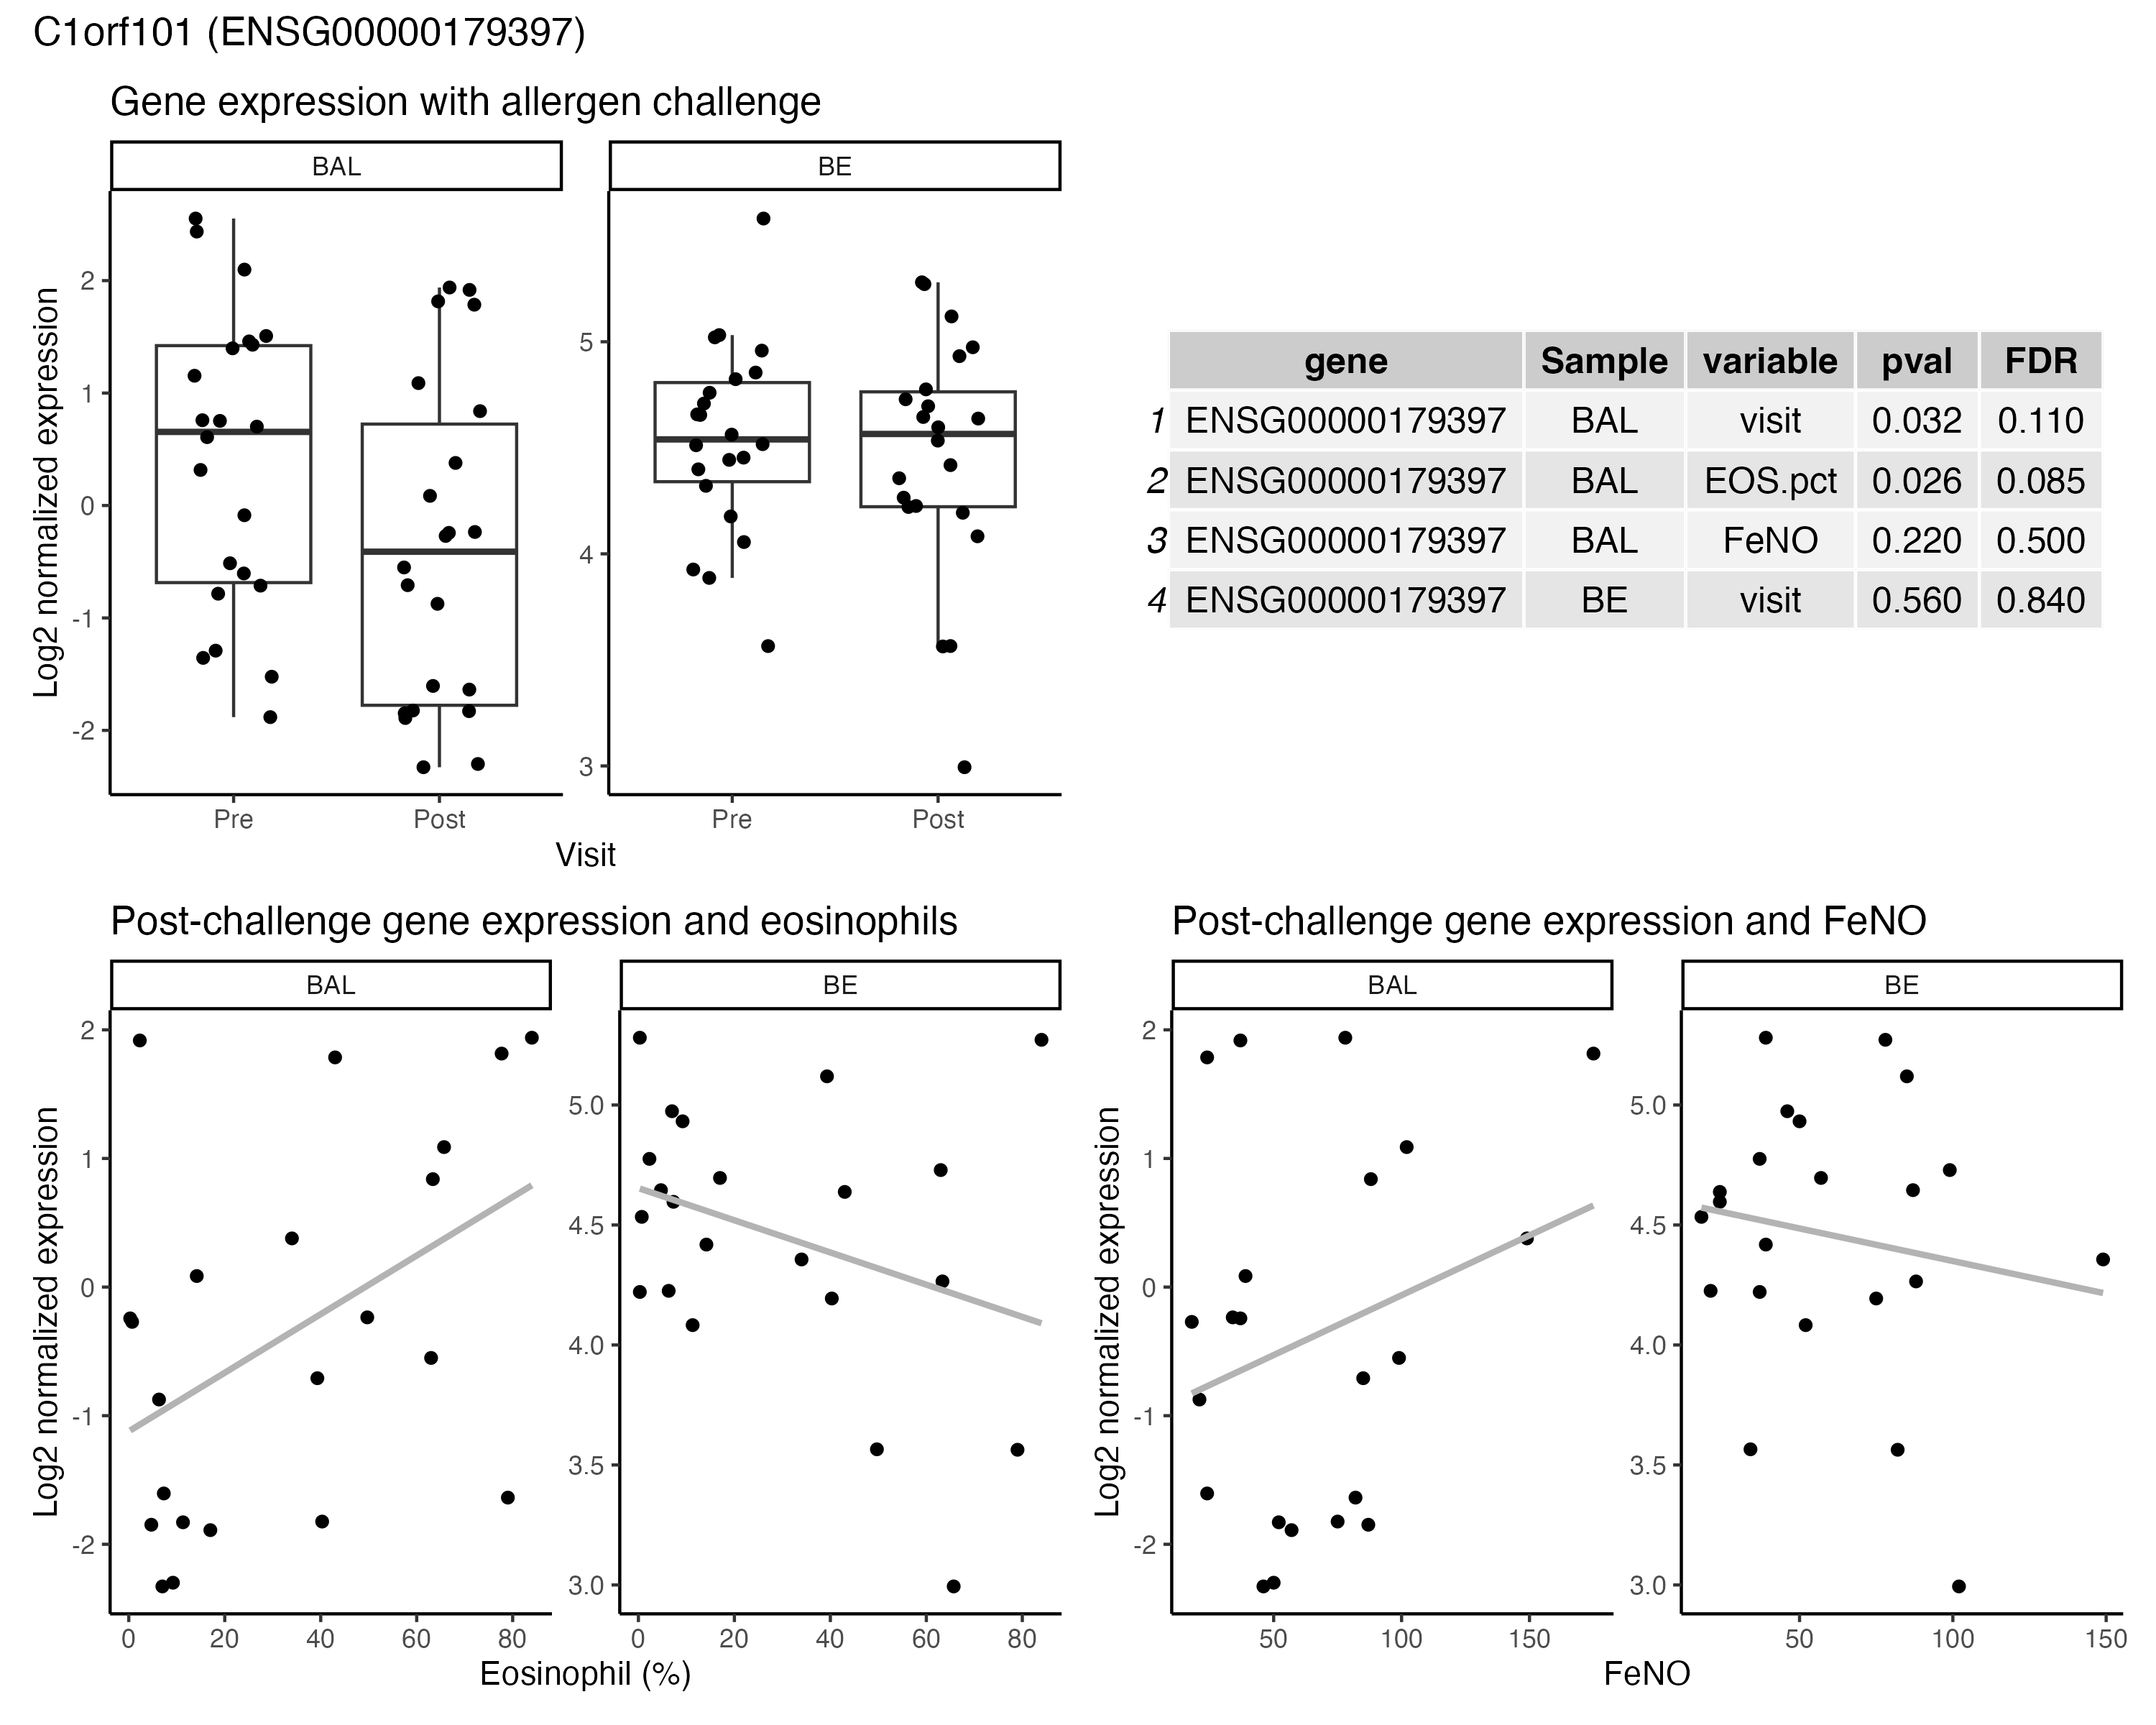 C1orf101 (ENSG00000179397)
Gene expression with allergen challenge
BAL
BE
Log2 normalized expression
2
1
0
-1
-2
5
4
3
Pre
Post
Pre
Post
Visit
gene Sample variable pval FDR
1 ENSG00000179397 BAL visit 0.032 0.110
2 ENSG00000179397 BAL EOS.pct 0.026 0.085
3 ENSG00000179397 BAL FeNO 0.220 0.500
4 ENSG00000179397 BE visit 0.560 0.840
Post-challenge gene expression and eosinophils
BAL
BE
Log2 normalized expression
2
1
0
-1
-2
5.0
4.5
4.0
3.5
3.0
0 20 40 60 80
0 20 40 60 80
Eosinophil (%)
Post-challenge gene expression and FeNO
BAL
BE
Log2 normalized expression
2
1
0
-1
-2
5.0
4.5
4.0
3.5
3.0
50 100 150
50 100 150
FeNO